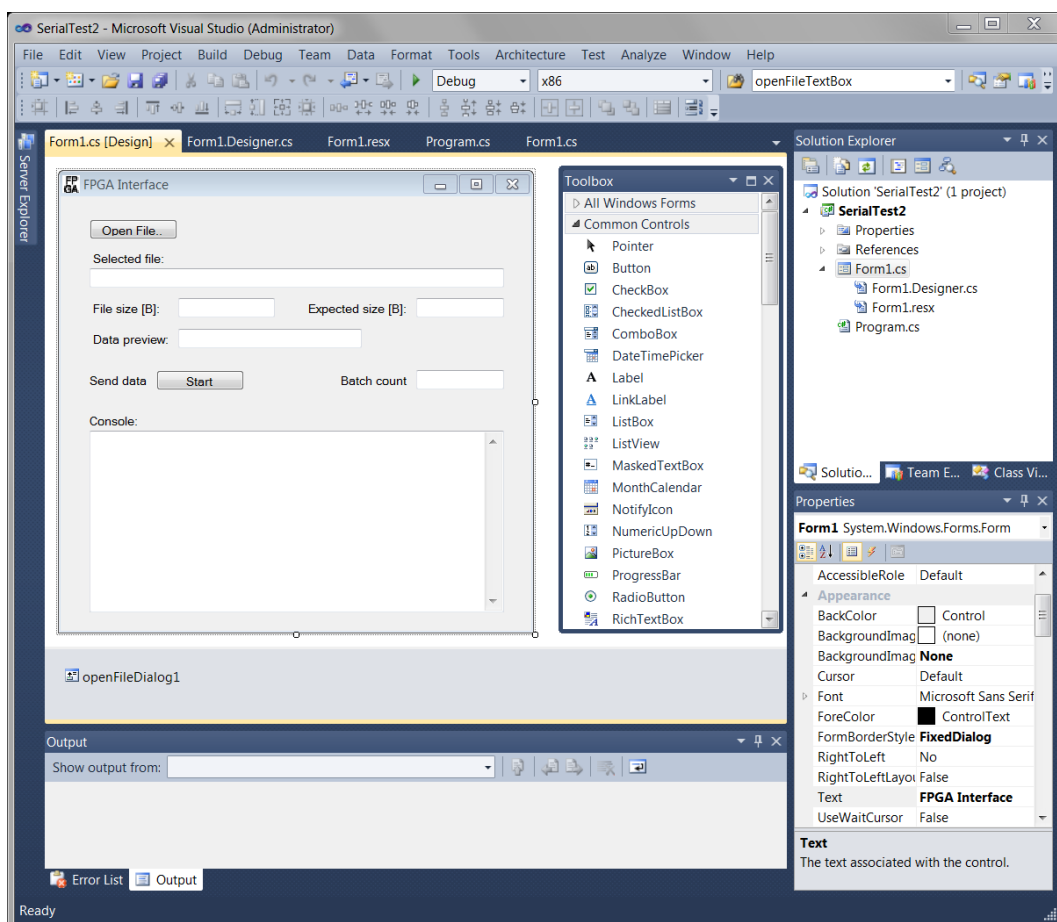 SerialTest2 - Microsoft Visual Studio (Administrator)
File Edit View Project Build Debug Team Data Format Tools Architecture Test Analyze Window Help
Debug x86 openFileTextBox
Server Explorer
Form1.cs [Design] Form1.Designer.cs Form1.resx Program.cs Form1.cs
FPGA FPGA Interface
Open File..
Selected file:
File size [B]: Expected size [B]:
Data preview:
Send data Start Batch count
Console:
openFileDialog1
Toolbox
All Windows Forms
Common Controls
Pointer
Button
CheckBox
CheckedListBox
ComboBox
DateTimePicker
Label
LinkLabel
ListBox
ListView
MaskedTextBox
MonthCalendar
NotifyIcon
NumericUpDown
PictureBox
ProgressBar
RadioButton
RichTextBox
Output
Show output from:
Error List Output
Solution Explorer
Solution 'SerialTest2' (1 project)
SerialTest2
Properties
References
Form1.cs
Form1.Designer.cs
Form1.resx
Program.cs
Solutio... Team E... Class Vi...
Properties
Form1 System.Windows.Forms.Form
AccessibleRole Default
Appearance
BackColor Control
BackgroundImag (none)
BackgroundImag None
Cursor Default
Font Microsoft Sans Serif
ForeColor ControlText
FormBorderStyle FixedDialog
RightToLeft No
RightToLeftLayou False
Text FPGA Interface
UseWaitCursor False
Text
The text associated with the control.
Ready